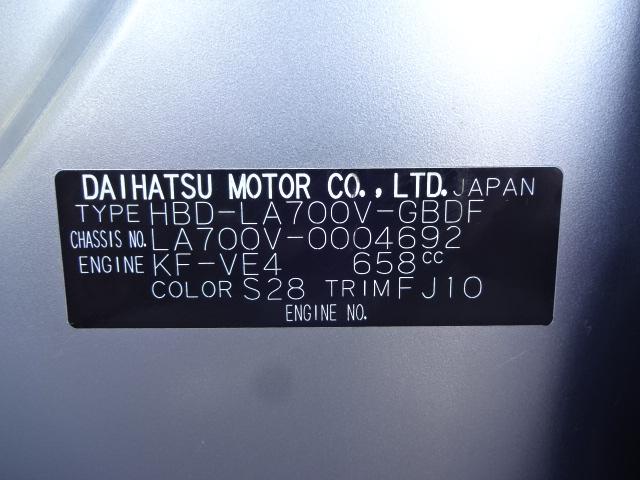 DAIHATSU MOTOR CO., LTD. JAPAN
TYPE HBD-LA700V-GBDF
CHASSIS NO. LA700V-0004692
ENGINE KF-VE4 658cc
COLOR S28 TRIM FJ10
ENGINE NO.